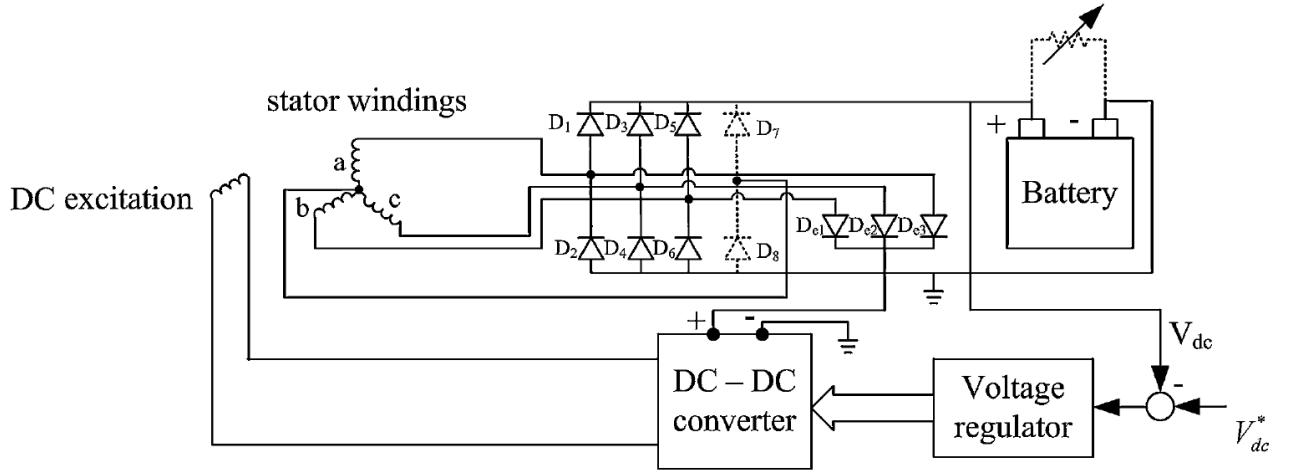 stator windings
DC excitation
a
b
c
D1
D3
D5
D7
D2
D4
D6
D8
De1
De2
De3
+
-
Battery
+
-
DC – DC
converter
Voltage
regulator
Vdc
-
V*dc